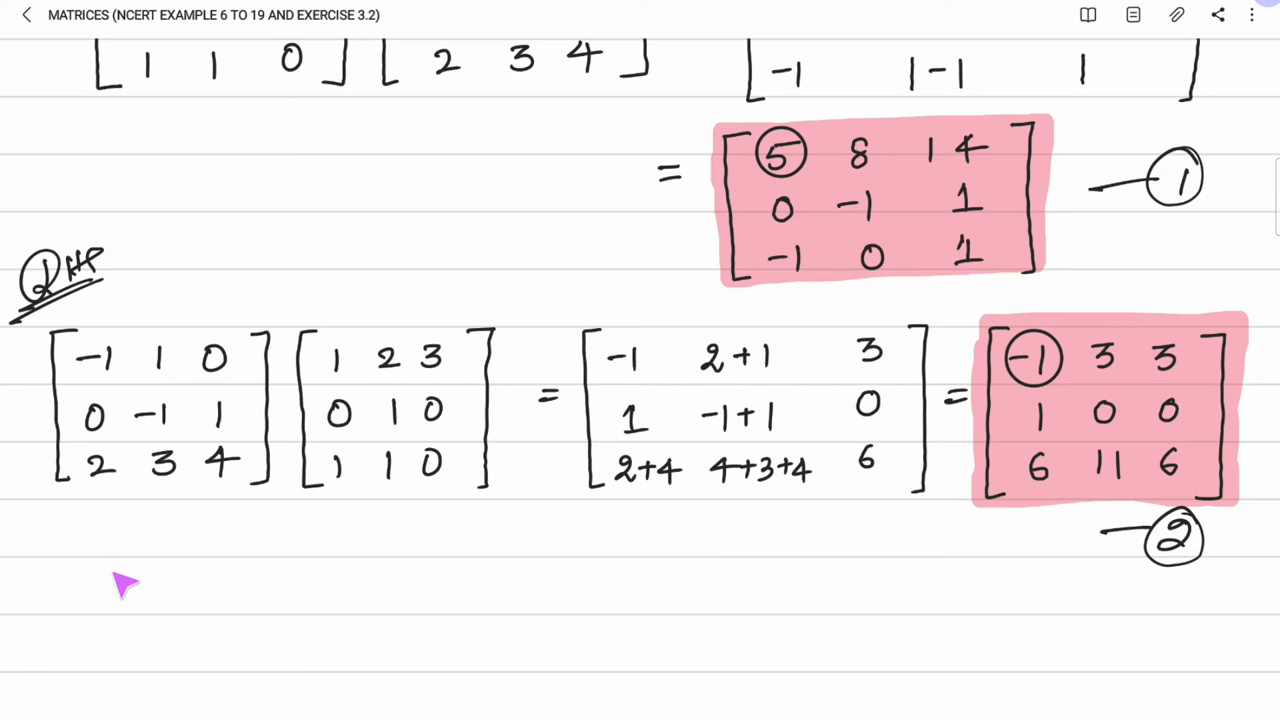 MATRICES (NCERT EXAMPLE 6 TO 19 AND EXERCISE 3.2)
[ 1 1 0 ] [ 2 3 4 ] [ -1 1-1 1 ]
= [ 5 8 14
0 -1 1
-1 0 1 ] — 1
RHS
[ -1 1 0 ] [ 1 2 3 ] = [ -1 2+1 3 ] = [ -1 3 3 ]
[ 0 -1 1 ] [ 0 1 0 ] [ 1 -1+1 0 ] [ 1 0 0 ]
[ 2 3 4 ] [ 1 1 0 ] [ 2+4 4+3+4 6 ] [ 6 11 6 ]
— 2